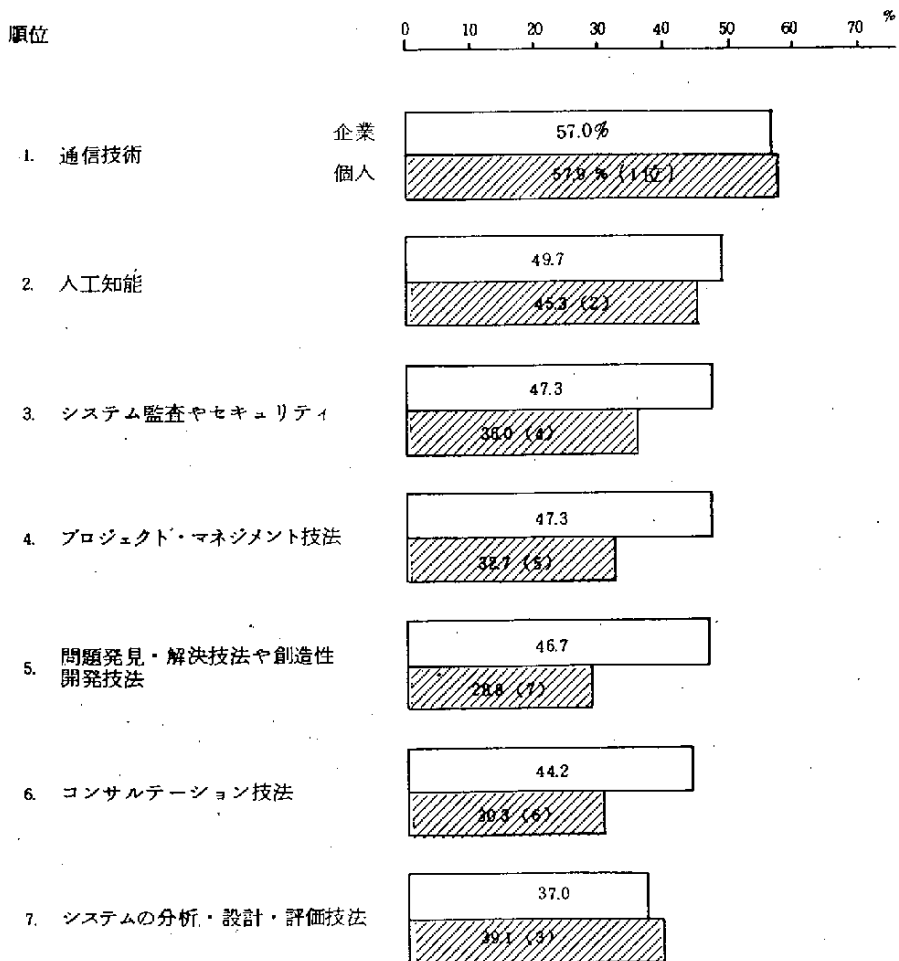 順位
0 10 20 30 40 50 60 70 %
1. 通信技術
企業 57.0%
個人 57.9% (1位)
2. 人工知能
49.7
45.3 (2)
3. システム監査やセキュリティ
47.3
36.0 (4)
4. プロジェクト・マネジメント技法
47.3
32.7 (5)
5. 問題発見・解決技法や創造性
開発技法
46.7
28.8 (7)
6. コンサルテーション技法
44.2
30.3 (6)
7. システムの分析・設計・評価技法
37.0
39.1 (3)